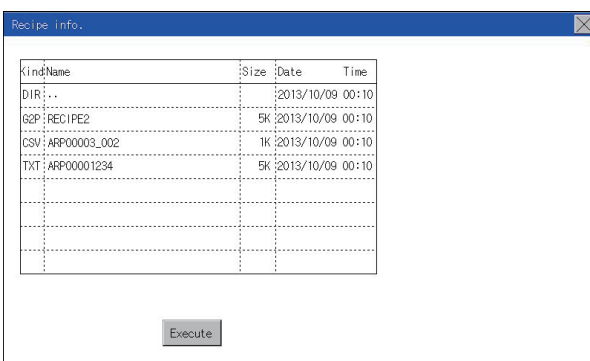 Recipe info.
Kind Name Size Date Time
DIR .. 2013/10/09 00:10
G2P RECIPE2 5K 2013/10/09 00:10
CSV ARP00003_002 1K 2013/10/09 00:10
TXT ARP00001234 5K 2013/10/09 00:10
Execute